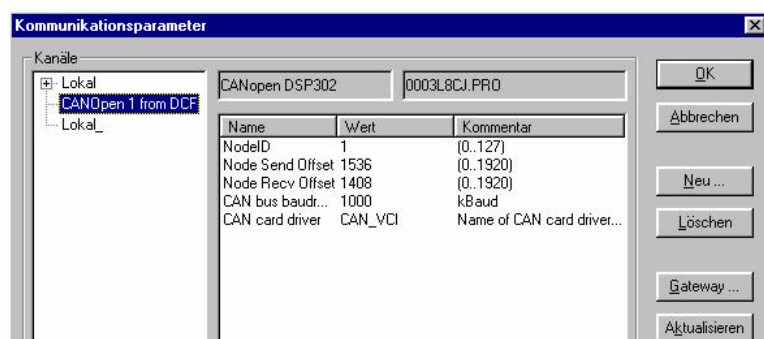 Kommunikationsparameter
Kanäle
Lokal
CANOpen 1 from DCF
Lokal_
CANopen DSP302
0003L8CJ.PRO
Name Wert Kommentar
NodeID 1 (0..127)
Node Send Offset 1536 (0..1920)
Node Recv Offset 1408 (0..1920)
CAN bus baudr... 1000 kBaud
CAN card driver CAN_VCI Name of CAN card driver...
OK
Abbrechen
Neu ...
Löschen
Gateway ...
Aktualisieren